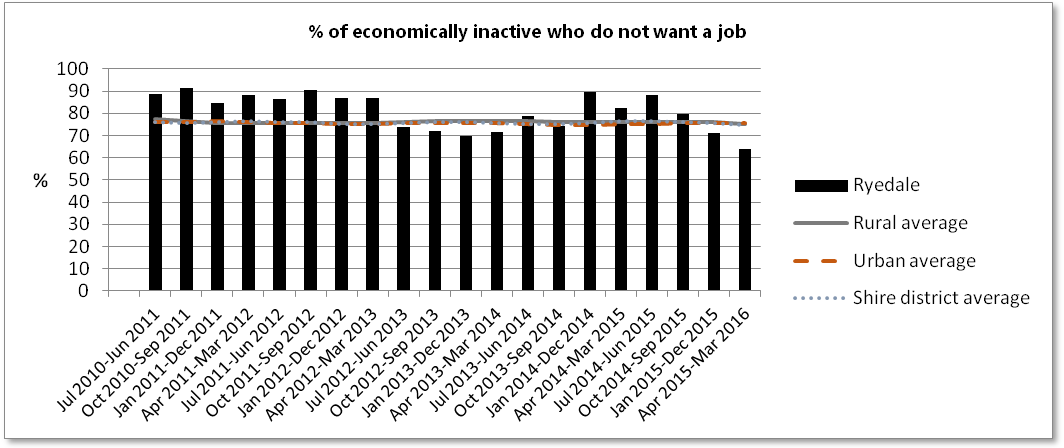 % of economically inactive who do not want a job
100
90
80
70
60
50
40
30
20
10
0
%
Jul 2010-Jun 2011
Oct 2010-Sep 2011
Jan 2011-Dec 2011
Apr 2011-Mar 2012
Jul 2011-Jun 2012
Oct 2011-Sep 2012
Jan 2012-Dec 2012
Apr 2012-Mar 2013
Jul 2012-Jun 2013
Oct 2012-Sep 2013
Jan 2013-Dec 2013
Apr 2013-Mar 2014
Jul 2013-Jun 2014
Oct 2013-Sep 2014
Jan 2014-Dec 2014
Apr 2014-Mar 2015
Jul 2014-Jun 2015
Oct 2014-Sep 2015
Jan 2015-Dec 2015
Apr 2015-Mar 2016
Ryedale
Rural average
Urban average
Shire district average